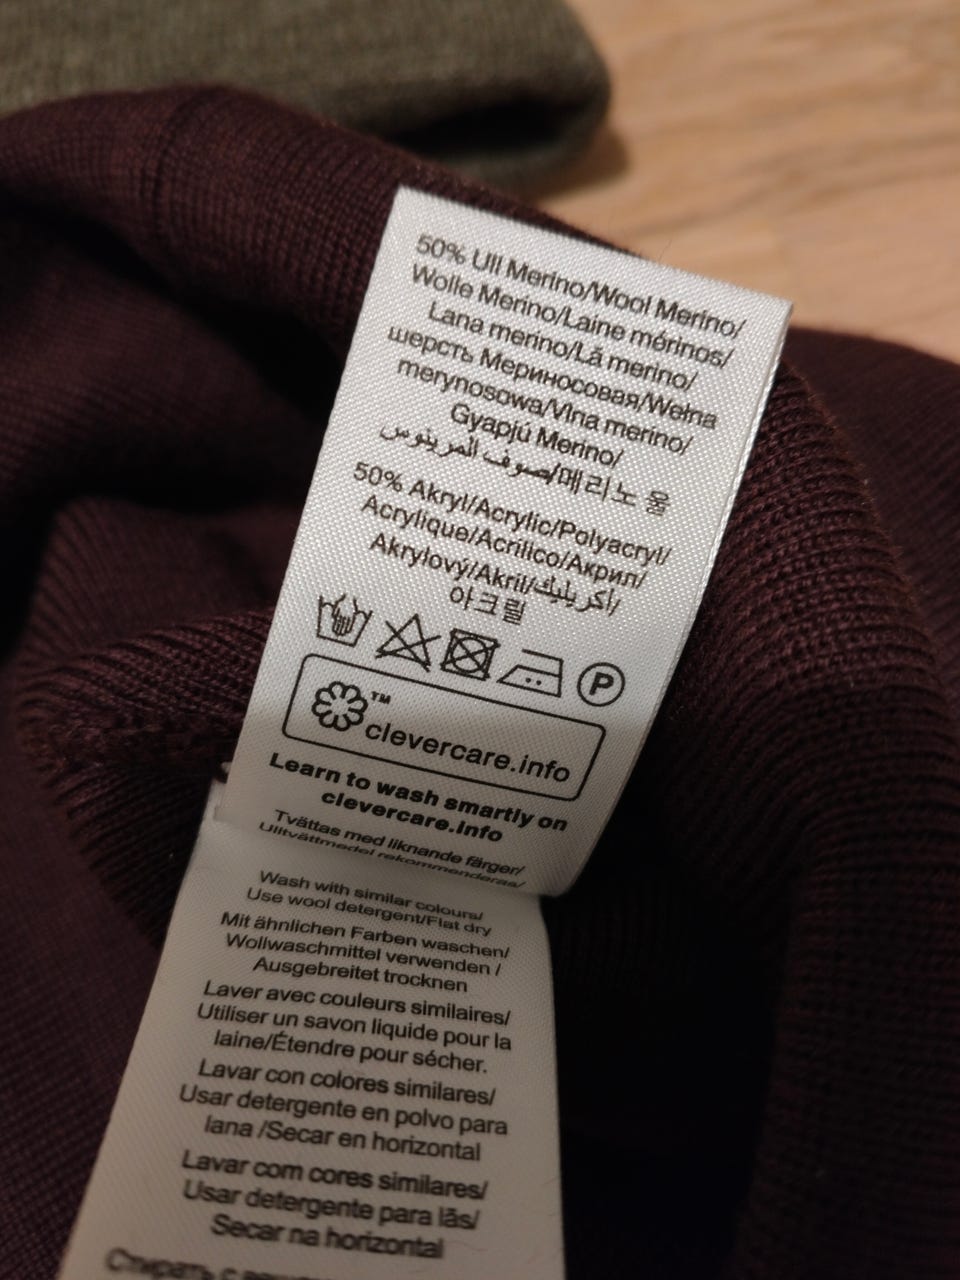 50% Ull Merino/Wool Merino/
Wolle Merino/Laine mérinos/
Lana merino/Lã merino/
шерсть Мериносовая/Wełna
merynosowa/Vlna merino/
Gyapjú Merino/
صوف المرينوس/메리노 울
50% Akryl/Acrylic/Polyacryl/
Acrylique/Acrílico/Акрил/
Akrylový/Akril/أكريليك/
아크릴
P
™
clevercare.info
Learn to wash smartly on
clevercare.info
Tvättas med liknande färger/
Ulltvättmedel rekommenderas/
Wash with similar colours/
Use wool detergent/Flat dry
Mit ähnlichen Farben waschen/
Wollwaschmittel verwenden /
Ausgebreitet trocknen
Laver avec couleurs similaires/
Utiliser un savon liquide pour la
laine/Étendre pour sécher.
Lavar con colores similares/
Usar detergente en polvo para
lana /Secar en horizontal
Lavar com cores similares/
Usar detergente para lãs/
Secar na horizontal
Стирать с